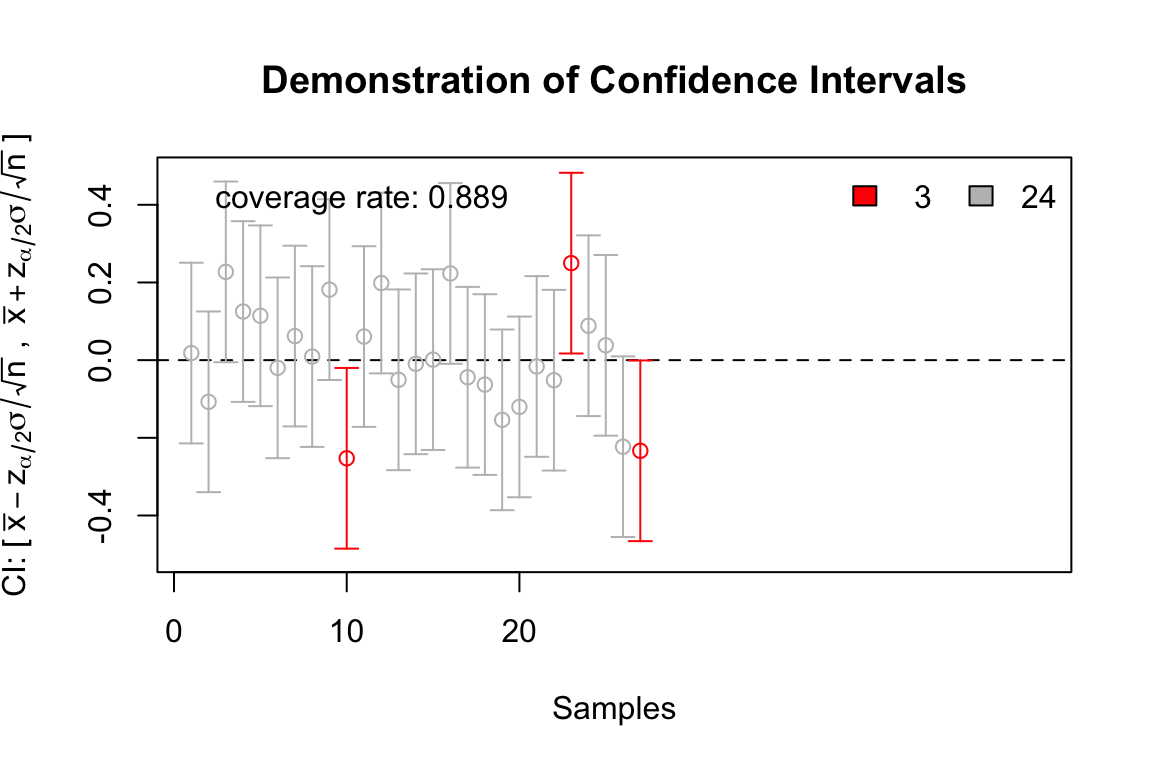 Demonstration of Confidence Intervals
CI: [ x̅ − zα/2σ/√n , x̅ + zα/2σ/√n ]
coverage rate: 0.889
3 24
0.4
0.2
0.0
-0.4
0 10 20
Samples